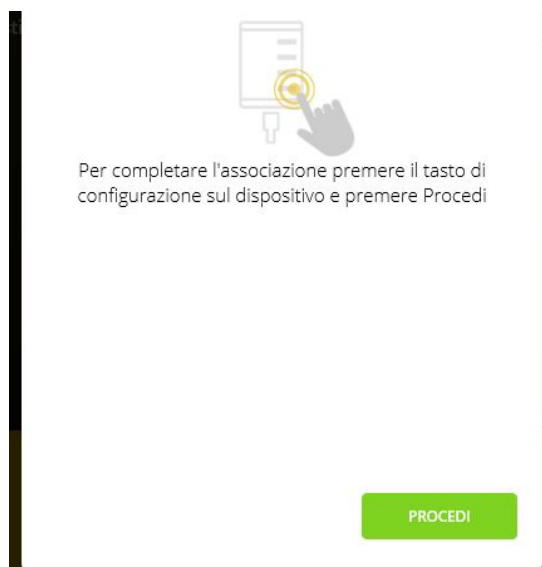 Per completare l'associazione premere il tasto di
configurazione sul dispositivo e premere Procedi
PROCEDI